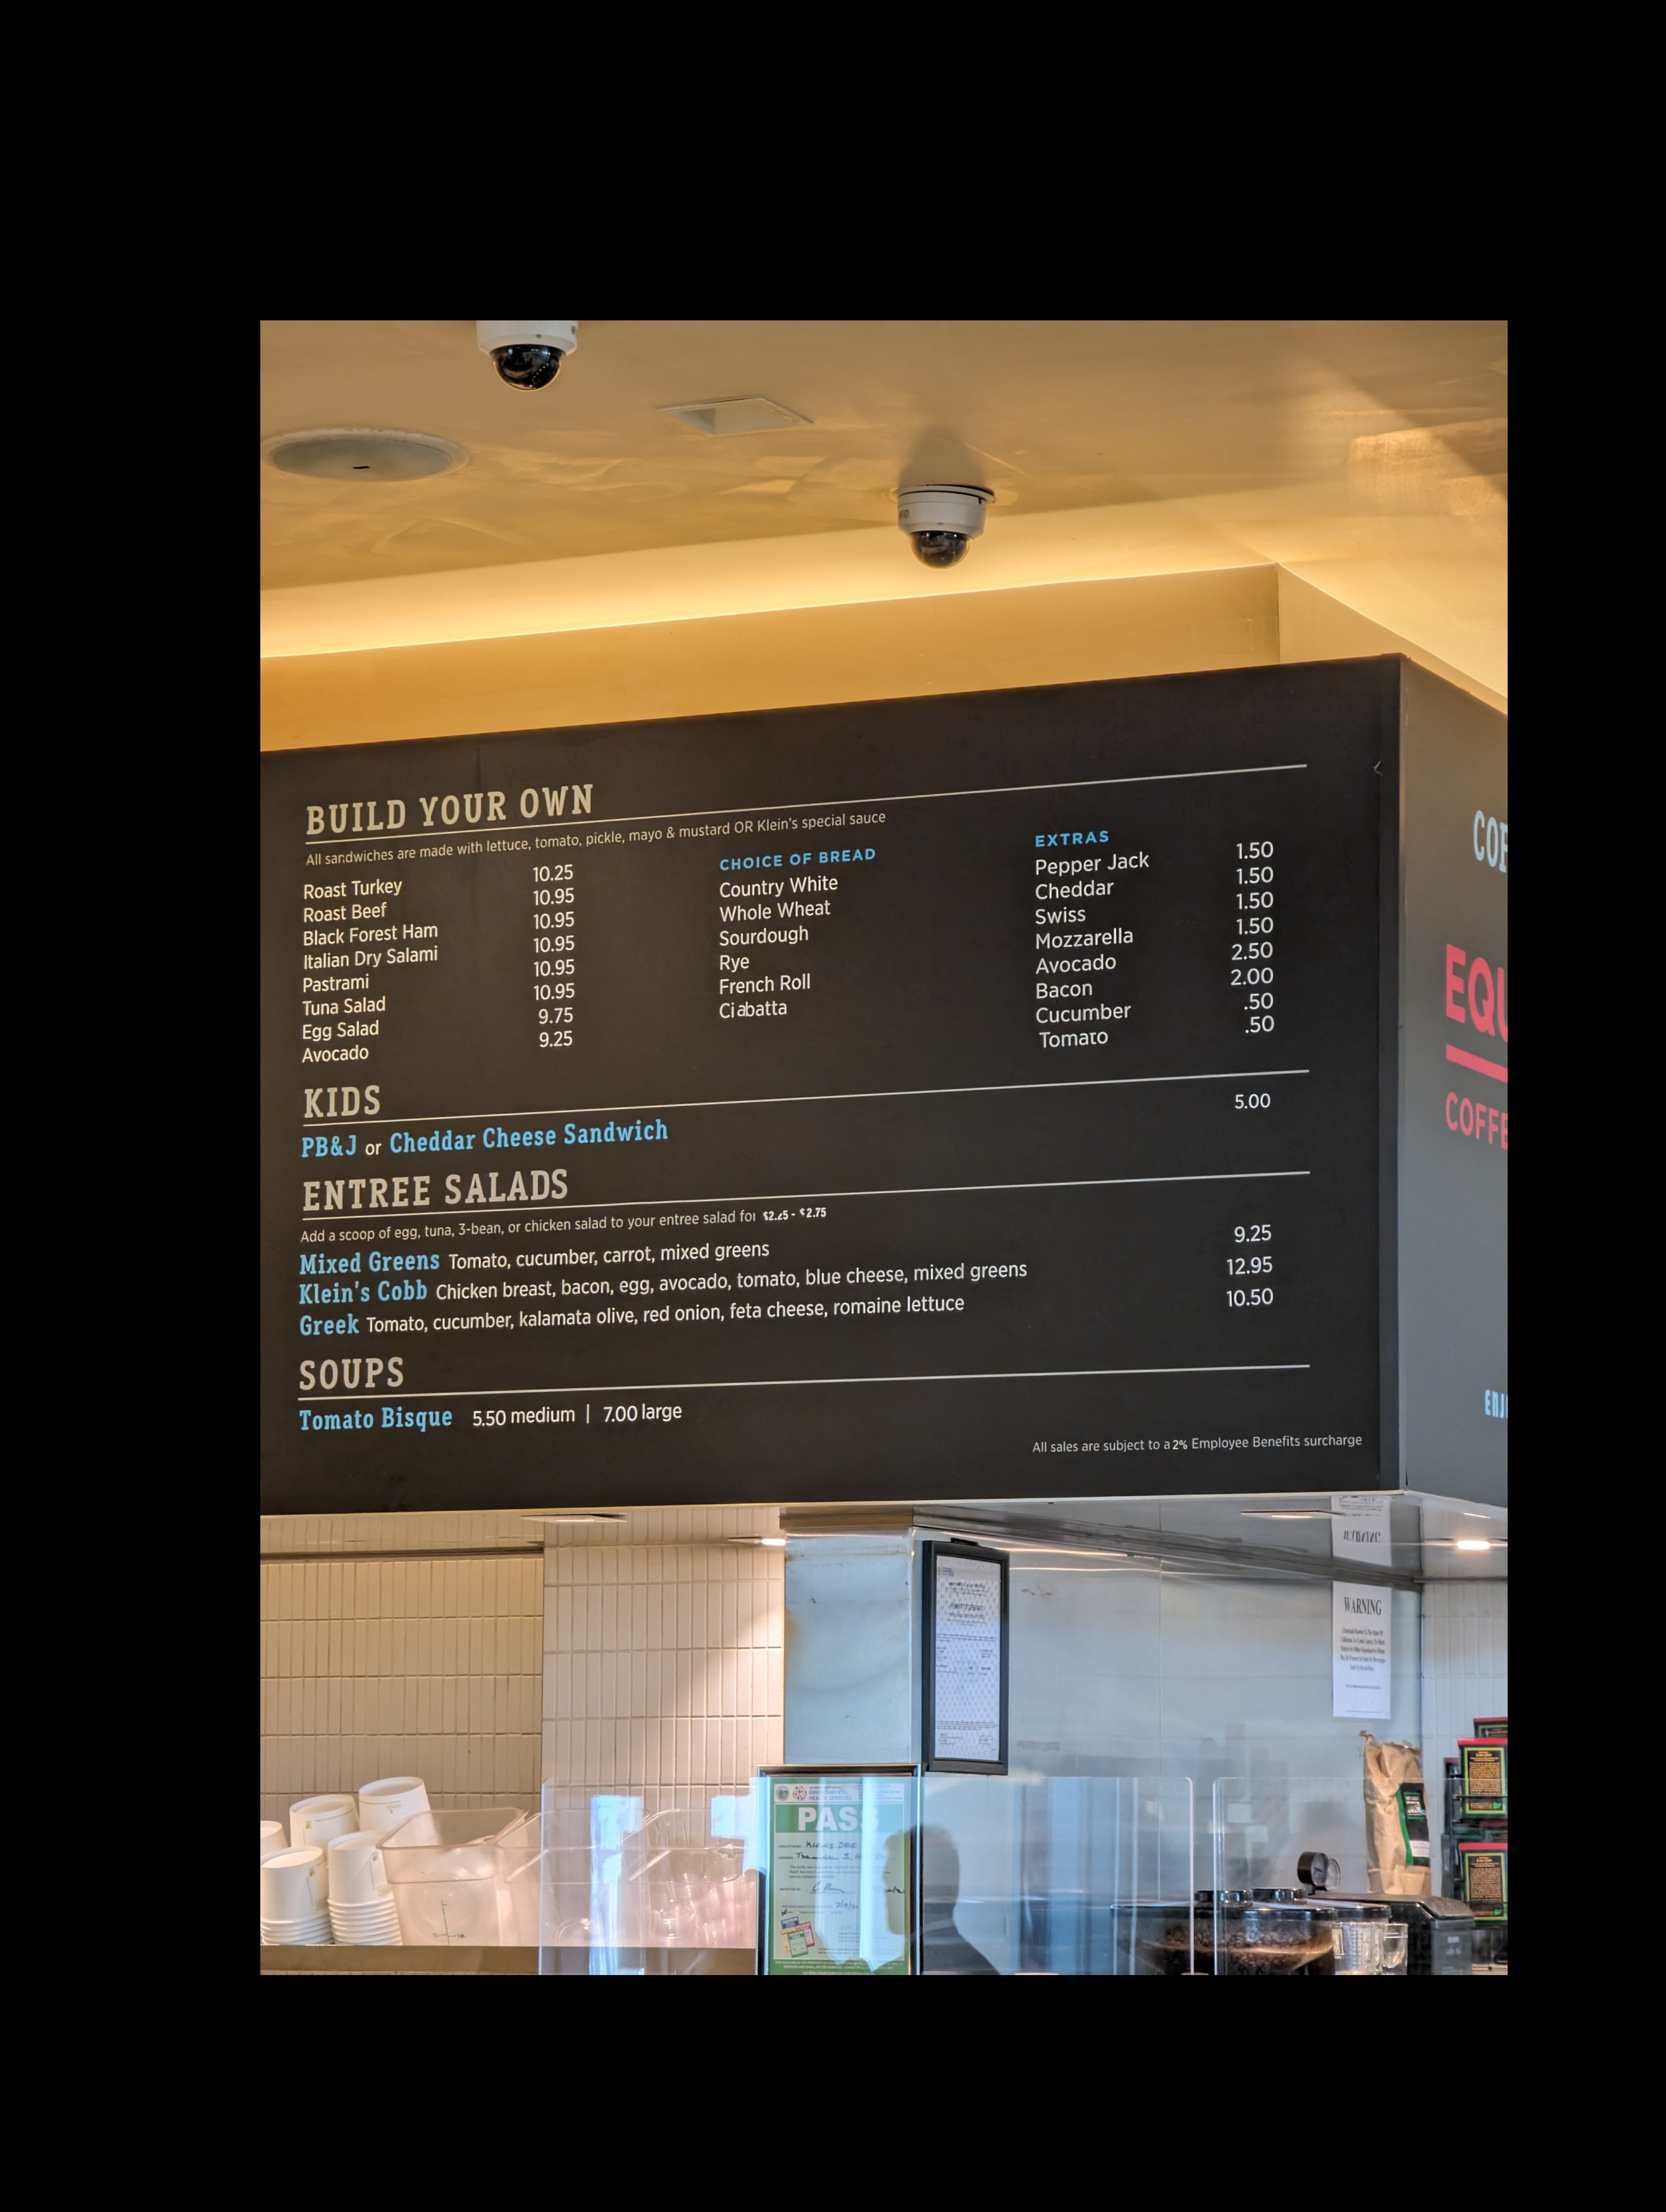 BUILD YOUR OWN
All sandwiches are made with lettuce, tomato, pickle, mayo & mustard OR Klein's special sauce
Roast Turkey 10.25
Roast Beef 10.95
Black Forest Ham 10.95
Italian Dry Salami 10.95
Pastrami 10.95
Tuna Salad 10.95
Egg Salad 9.75
Avocado 9.25
CHOICE OF BREAD
Country White
Whole Wheat
Sourdough
Rye
French Roll
Ciabatta
EXTRAS
Pepper Jack 1.50
Cheddar 1.50
Swiss 1.50
Mozzarella 1.50
Avocado 2.50
Bacon 2.00
Cucumber .50
Tomato .50
KIDS
PB&J or Cheddar Cheese Sandwich 5.00
ENTREE SALADS
Add a scoop of egg, tuna, 3-bean, or chicken salad to your entree salad for $2.25 - $2.75
Mixed Greens Tomato, cucumber, carrot, mixed greens 9.25
Klein's Cobb Chicken breast, bacon, egg, avocado, tomato, blue cheese, mixed greens 12.95
Greek Tomato, cucumber, kalamata olive, red onion, feta cheese, romaine lettuce 10.50
SOUPS
Tomato Bisque 5.50 medium | 7.00 large
All sales are subject to a 2% Employee Benefits surcharge
COF
EQU
COFFE
ENJ
WARNING
PASS